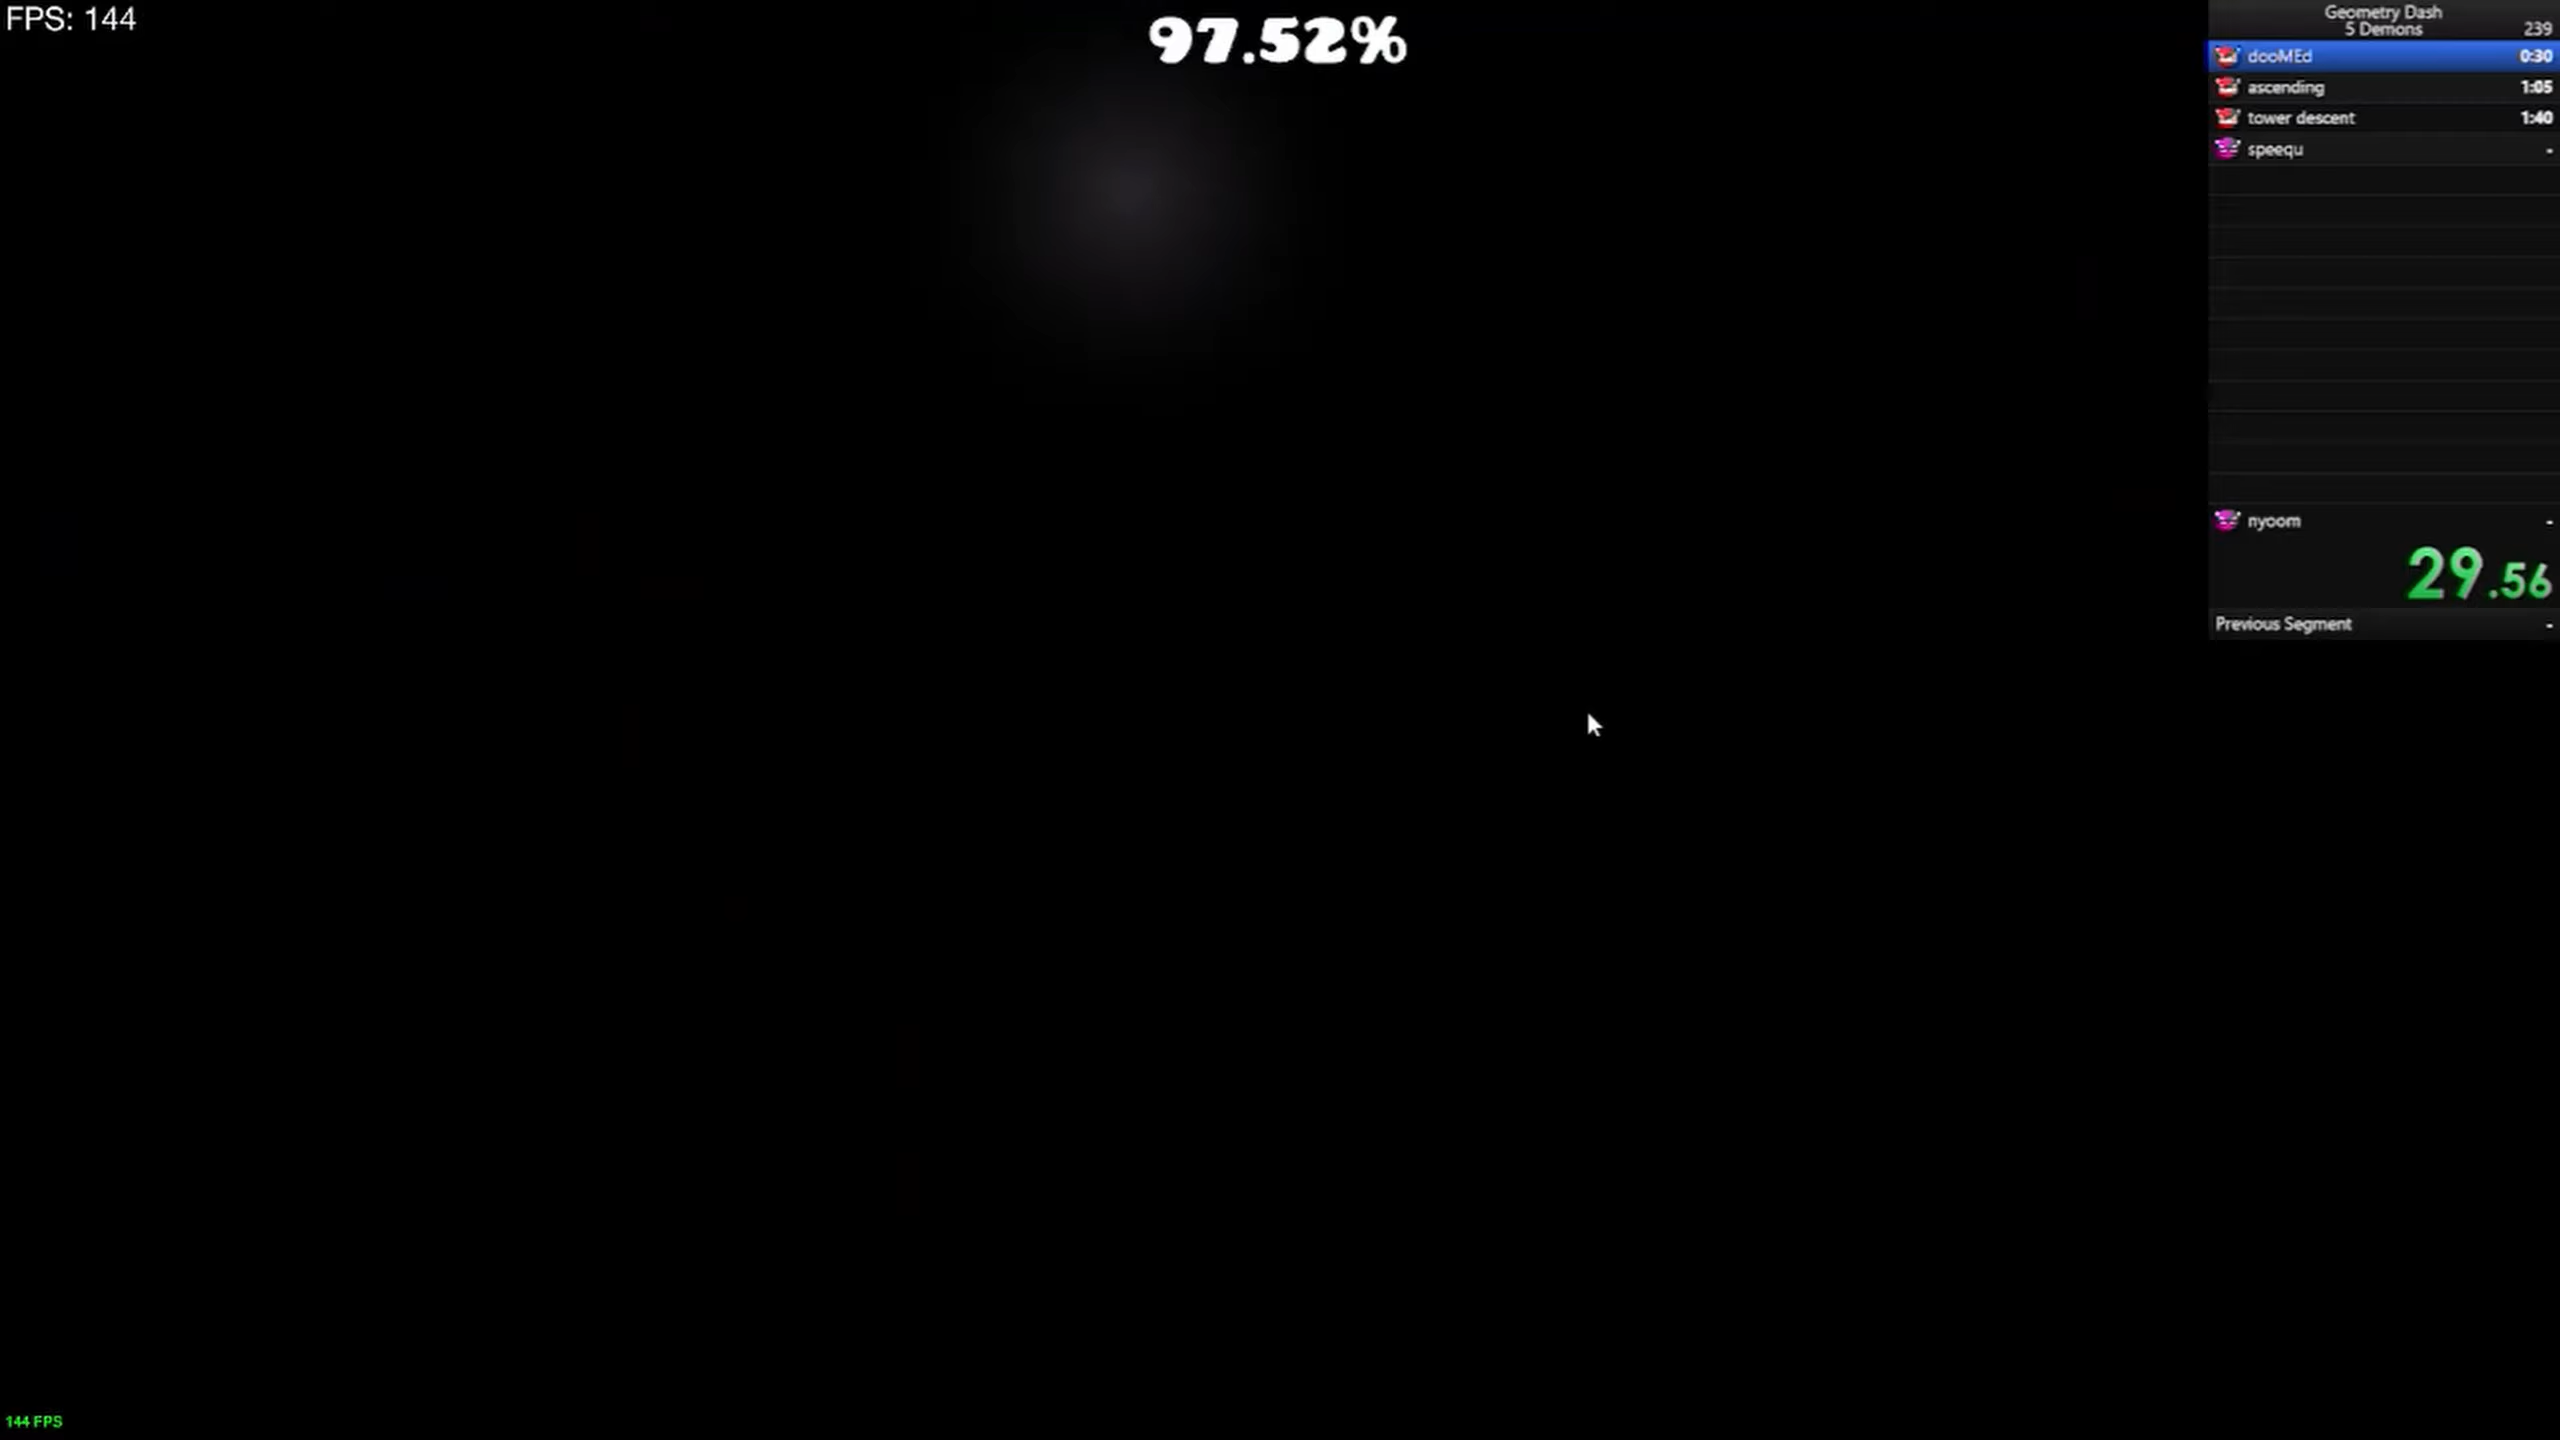 FPS: 144
97.52%
Geometry Dash
5 Demons 239
dooMEd 0:30
ascending 1:05
tower descent 1:40
speequ -
nyoom -
29.56
Previous Segment -
144 FPS